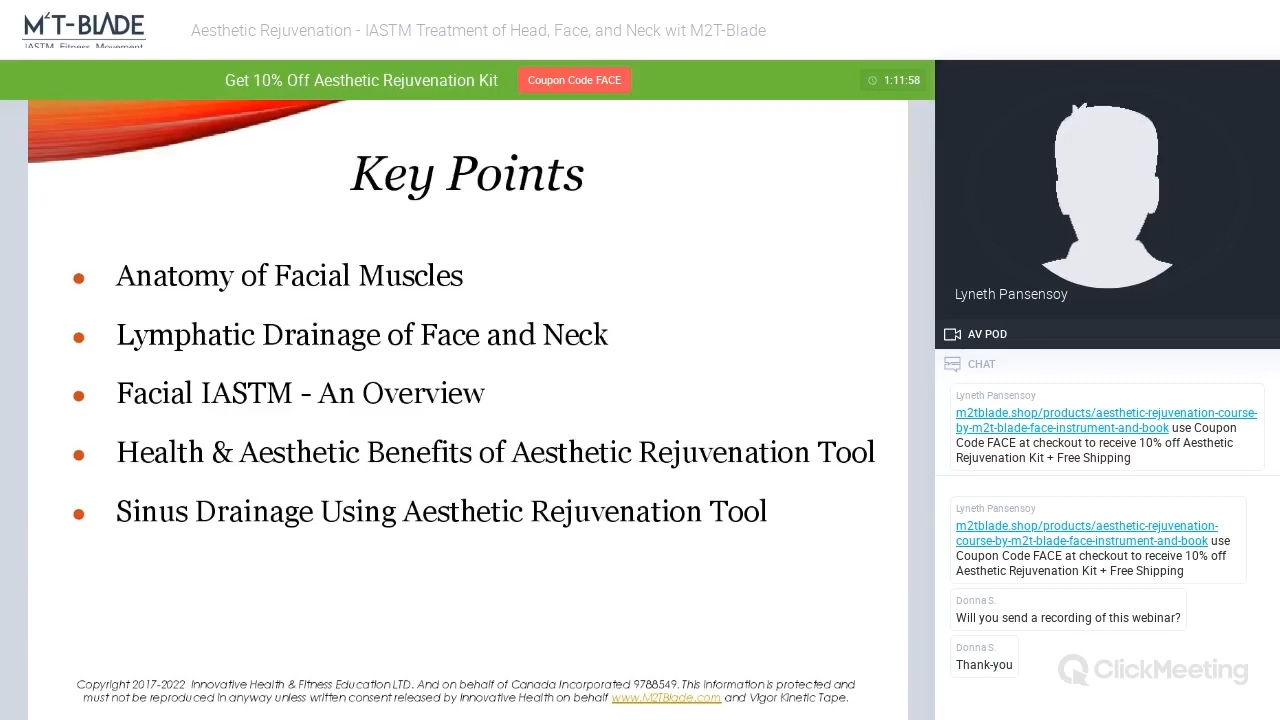 M2T-BLADE
IASTM Fitness Movement
Aesthetic Rejuvenation - IASTM Treatment of Head, Face, and Neck wit M2T-Blade
Get 10% Off Aesthetic Rejuvenation Kit
Coupon Code FACE
1:11:58
Key Points
• Anatomy of Facial Muscles
• Lymphatic Drainage of Face and Neck
• Facial IASTM - An Overview
• Health & Aesthetic Benefits of Aesthetic Rejuvenation Tool
• Sinus Drainage Using Aesthetic Rejuvenation Tool
Copyright 2017-2022 Innovative Health & Fitness Education LTD. And on behalf of Canada Incorporated 9788549. This information is protected and
must not be reproduced in anyway unless written consent released by Innovative Health on behalf www.M2TBlade.com and Vigor Kinetic Tape.
Lyneth Pansensoy
AV POD
CHAT
Lyneth Pansensoy
m2tblade.shop/products/aesthetic-rejuvenation-course-
by-m2t-blade-face-instrument-and-book use Coupon
Code FACE at checkout to receive 10% off Aesthetic
Rejuvenation Kit + Free Shipping
Lyneth Pansensoy
m2tblade.shop/products/aesthetic-rejuvenation-
course-by-m2t-blade-face-instrument-and-book use
Coupon Code FACE at checkout to receive 10% off
Aesthetic Rejuvenation Kit + Free Shipping
Donna S.
Will you send a recording of this webinar?
Donna S.
Thank-you
ClickMeeting